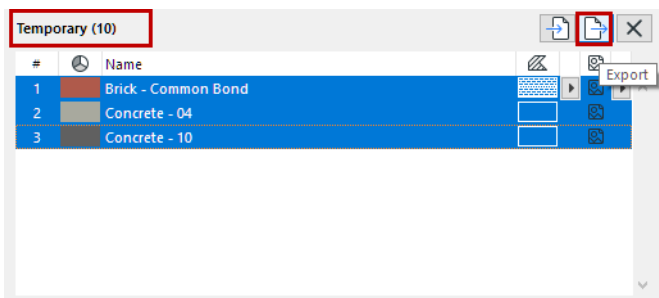 Temporary (10)
# Name
Export
1 Brick - Common Bond
2 Concrete - 04
3 Concrete - 10